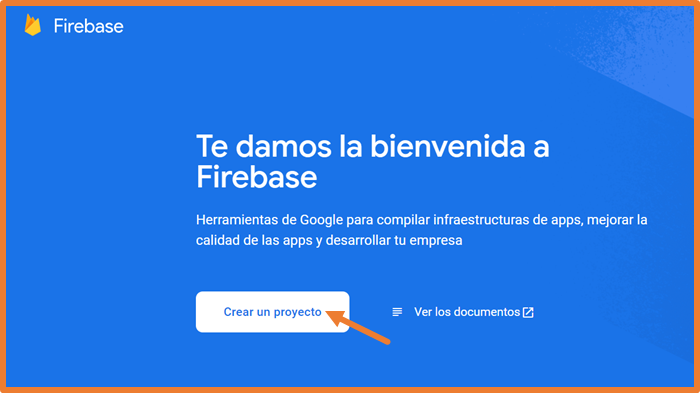 Firebase
Te damos la bienvenida a
Firebase
Herramientas de Google para compilar infraestructuras de apps, mejorar la
calidad de las apps y desarrollar tu empresa
Crear un proyecto
Ver los documentos